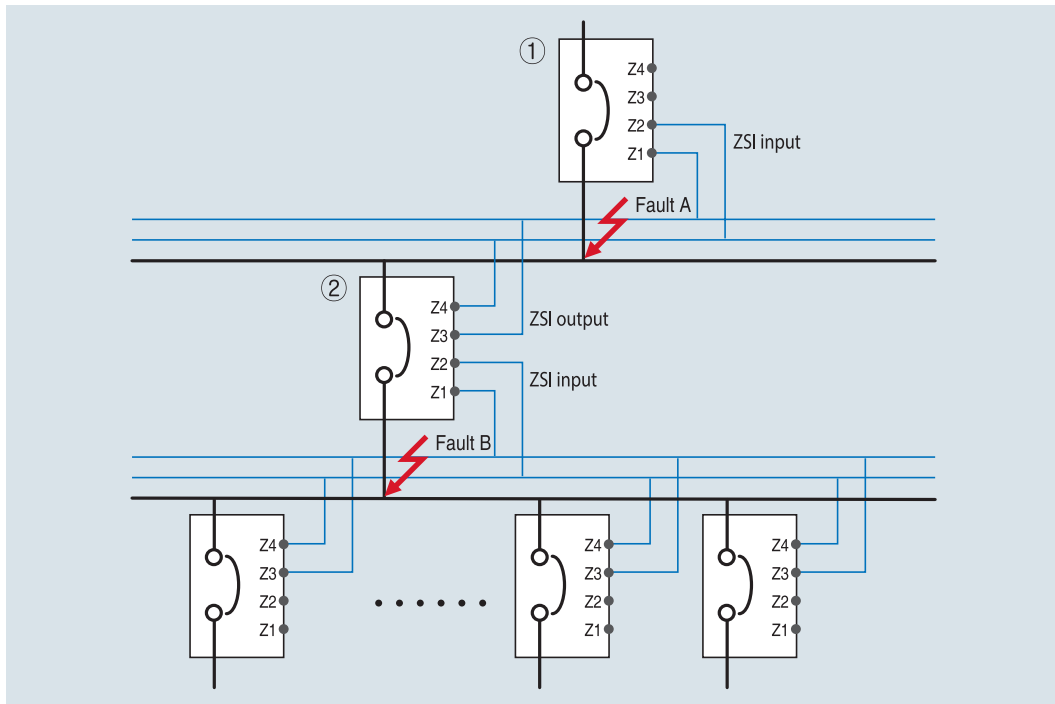 ①
Z4
Z3
Z2
Z1
ZSI input
Fault A
②
Z4
Z3
Z2
Z1
ZSI output
ZSI input
Fault B
Z4
Z3
Z2
Z1
Z4
Z3
Z2
Z1
Z4
Z3
Z2
Z1